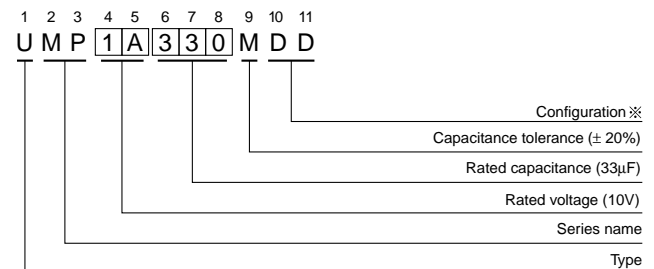 1 2 3 4 5 6 7 8 9 10 11
U M P 1 A 3 3 0 M D D
Configuration ※
Capacitance tolerance (± 20%)
Rated capacitance (33µF)
Rated voltage (10V)
Series name
Type